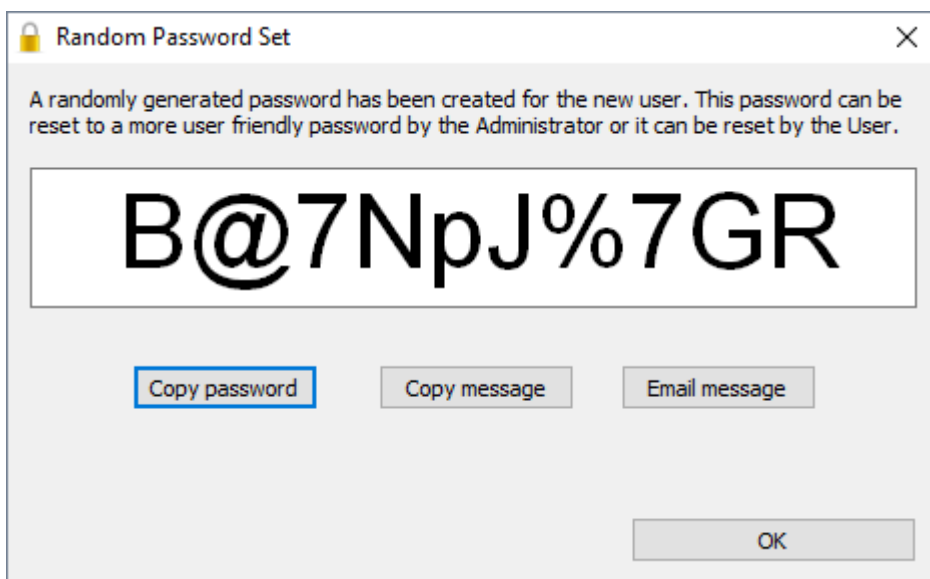 Random Password Set
A randomly generated password has been created for the new user. This password can be
reset to a more user friendly password by the Administrator or it can be reset by the User.
B@7NpJ%7GR
Copy password
Copy message
Email message
OK